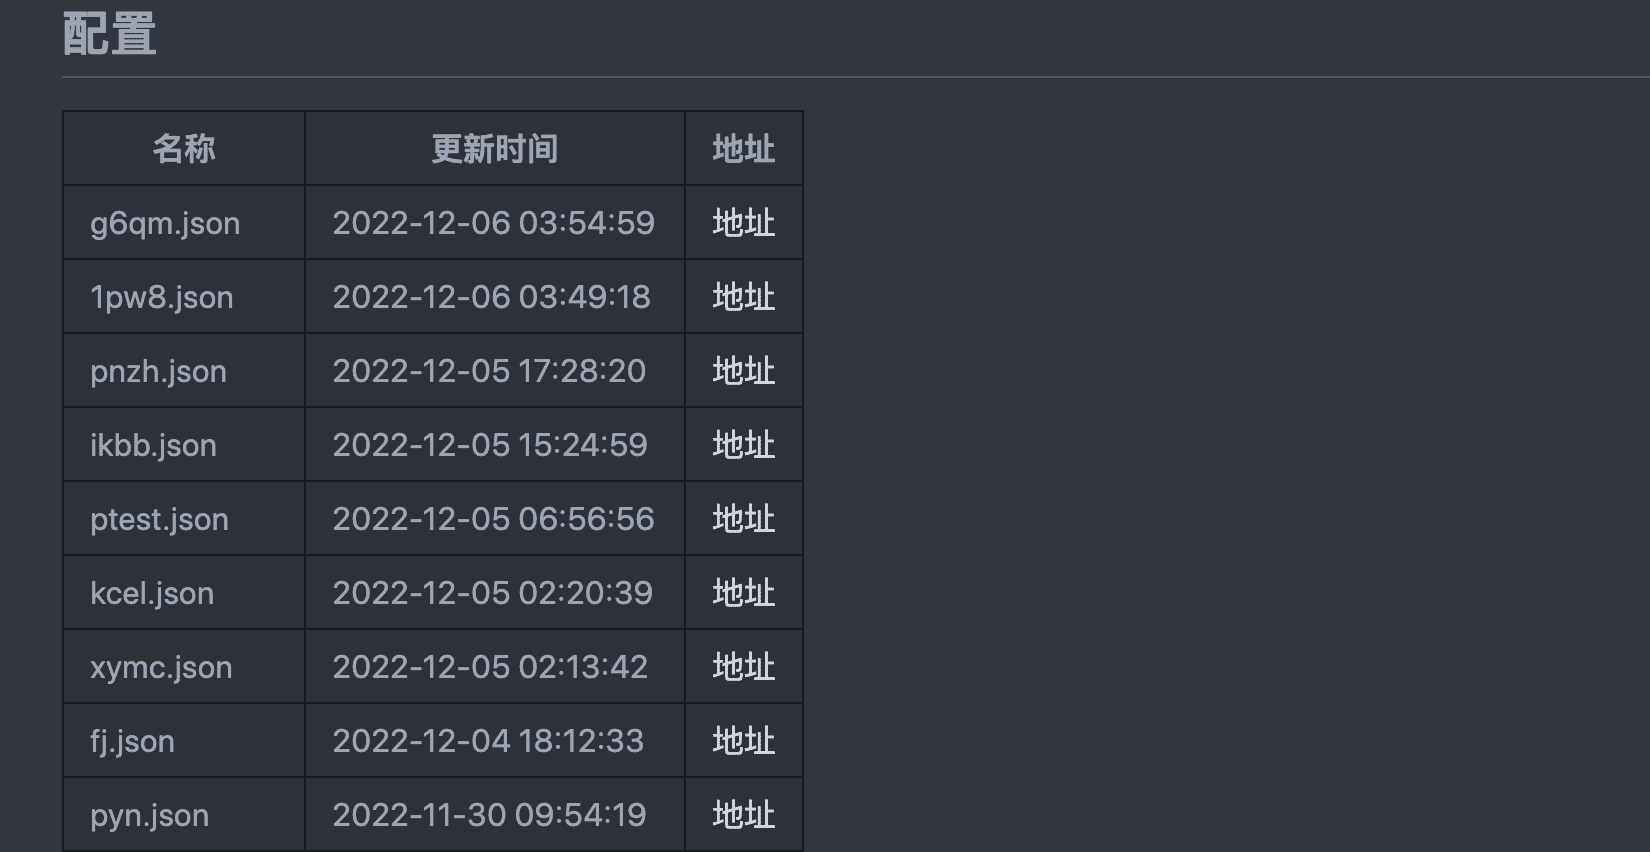 配置
名称 更新时间 地址
g6qm.json 2022-12-06 03:54:59 地址
1pw8.json 2022-12-06 03:49:18 地址
pnzh.json 2022-12-05 17:28:20 地址
ikbb.json 2022-12-05 15:24:59 地址
ptest.json 2022-12-05 06:56:56 地址
kcel.json 2022-12-05 02:20:39 地址
xymc.json 2022-12-05 02:13:42 地址
fj.json 2022-12-04 18:12:33 地址
pyn.json 2022-11-30 09:54:19 地址